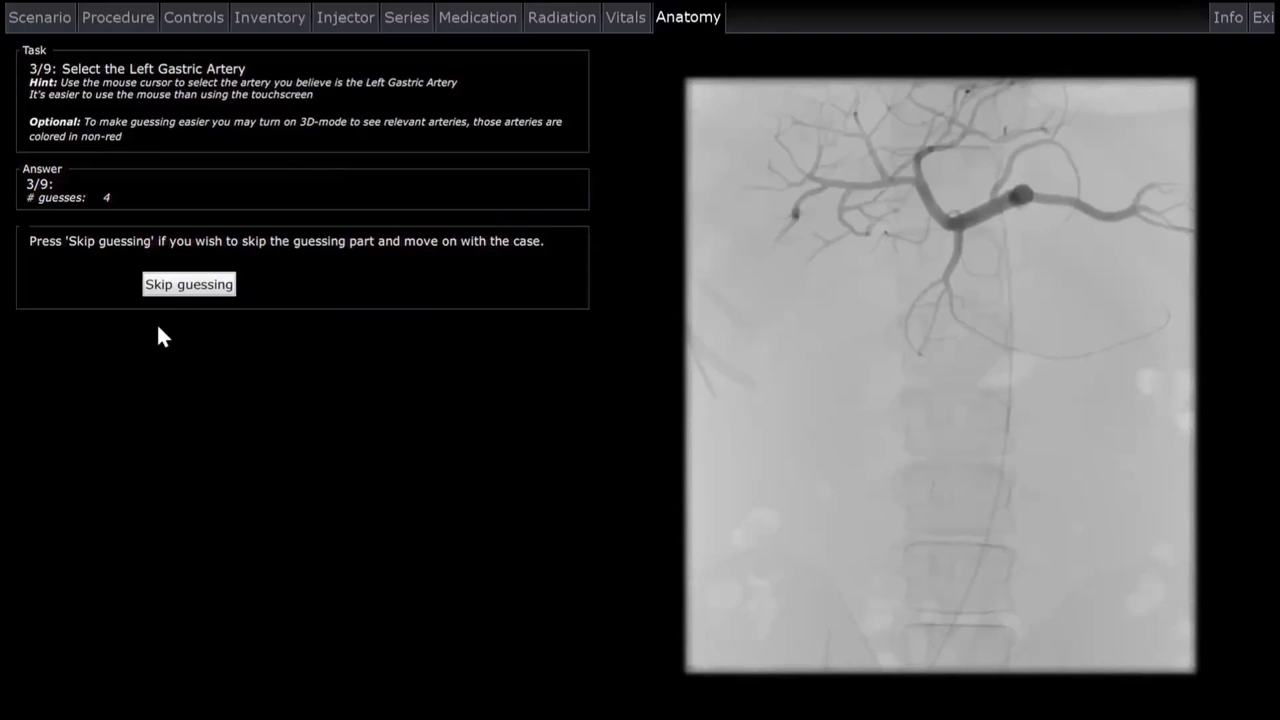 Scenario Procedure Controls Inventory Injector Series Medication Radiation Vitals Anatomy Info Exi
Task
3/9: Select the Left Gastric Artery
Hint: Use the mouse cursor to select the artery you believe is the Left Gastric Artery
It's easier to use the mouse than using the touchscreen
Optional: To make guessing easier you may turn on 3D-mode to see relevant arteries, those arteries are
colored in non-red
Answer
3/9:
# guesses: 4
Press 'Skip guessing' if you wish to skip the guessing part and move on with the case.
Skip guessing